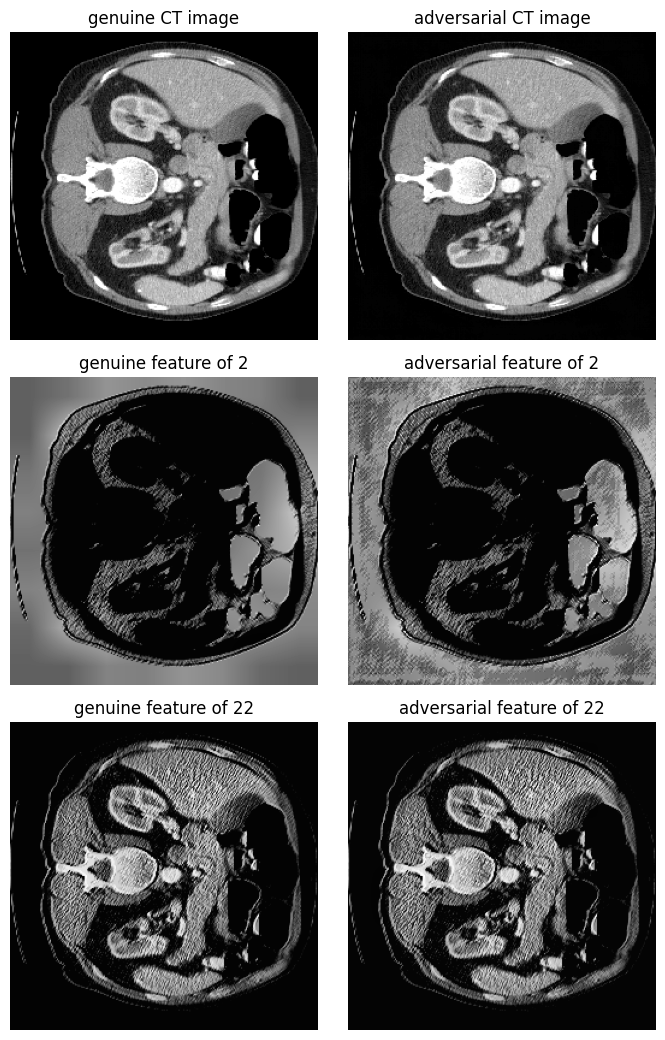 genuine CT image
adversarial CT image
genuine feature of 2
adversarial feature of 2
genuine feature of 22
adversarial feature of 22